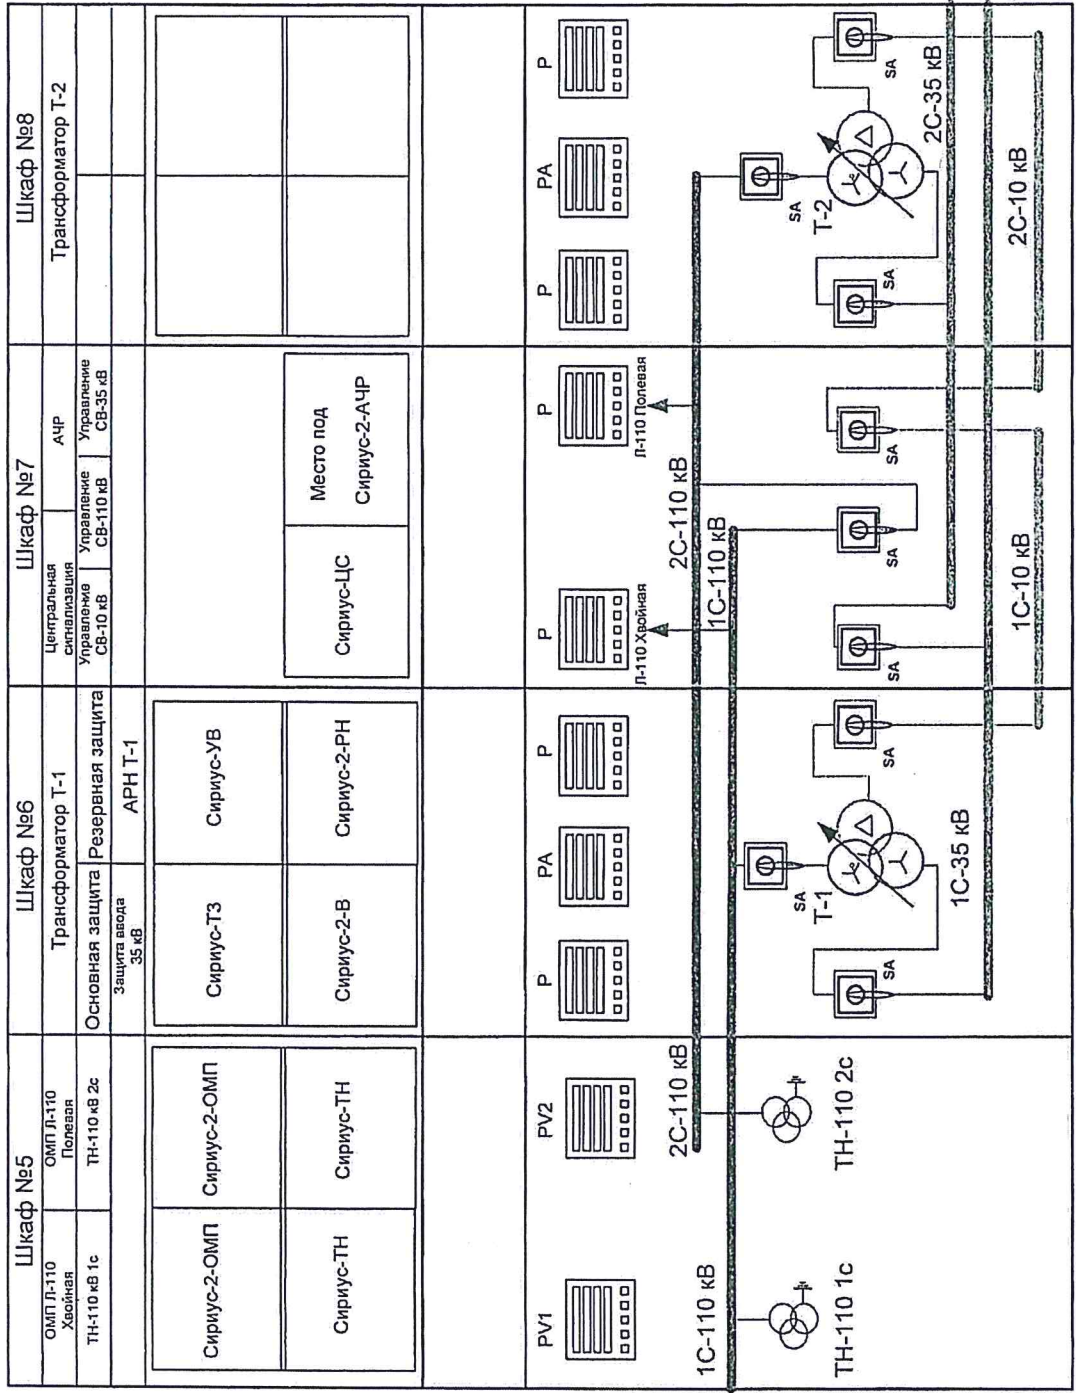 Шкаф №5
ОМП Л-110
Хвойная
ОМП Л-110
Полевая
ТН-110 кВ 1с
ТН-110 кВ 2с
Сириус-2-ОМП
Сириус-2-ОМП
Сириус-ТН
Сириус-ТН
PV1
PV2
1С-110 кВ
2С-110 кВ
ТН-110 1с
ТН-110 2с
Шкаф №6
Трансформатор Т-1
Основная защита
Резервная защита
Защита ввода
35 кВ
АРН Т-1
Сириус-ТЗ
Сириус-УВ
Сириус-2-В
Сириус-2-РН
P
PA
P
SA
Т-1
SA
SA
1С-35 кВ
Шкаф №7
Центральная
сигнализация
АЧР
Управление
СВ-10 кВ
Управление
СВ-110 кВ
Управление
СВ-35 кВ
Сириус-ЦС
Место под
Сириус-2-АЧР
P
P
Л-110 Хвойная
Л-110 Полевая
2С-110 кВ
1С-110 кВ
SA
SA
SA
1С-10 кВ
Шкаф №8
Трансформатор Т-2
P
PA
P
SA
Т-2
SA
SA
2С-35 кВ
2С-10 кВ